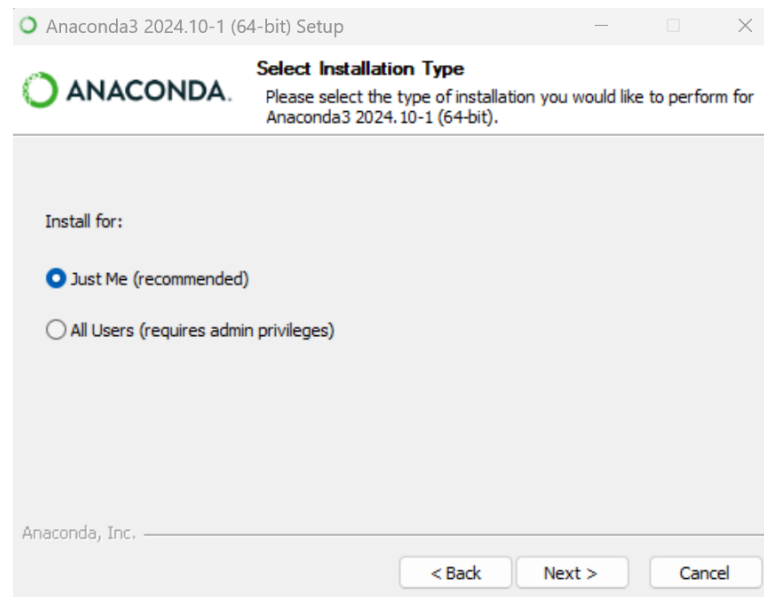 Anaconda3 2024.10-1 (64-bit) Setup
ANACONDA.
Select Installation Type
Please select the type of installation you would like to perform for
Anaconda3 2024.10-1 (64-bit).
Install for:
Just Me (recommended)
All Users (requires admin privileges)
Anaconda, Inc.
< Back
Next >
Cancel